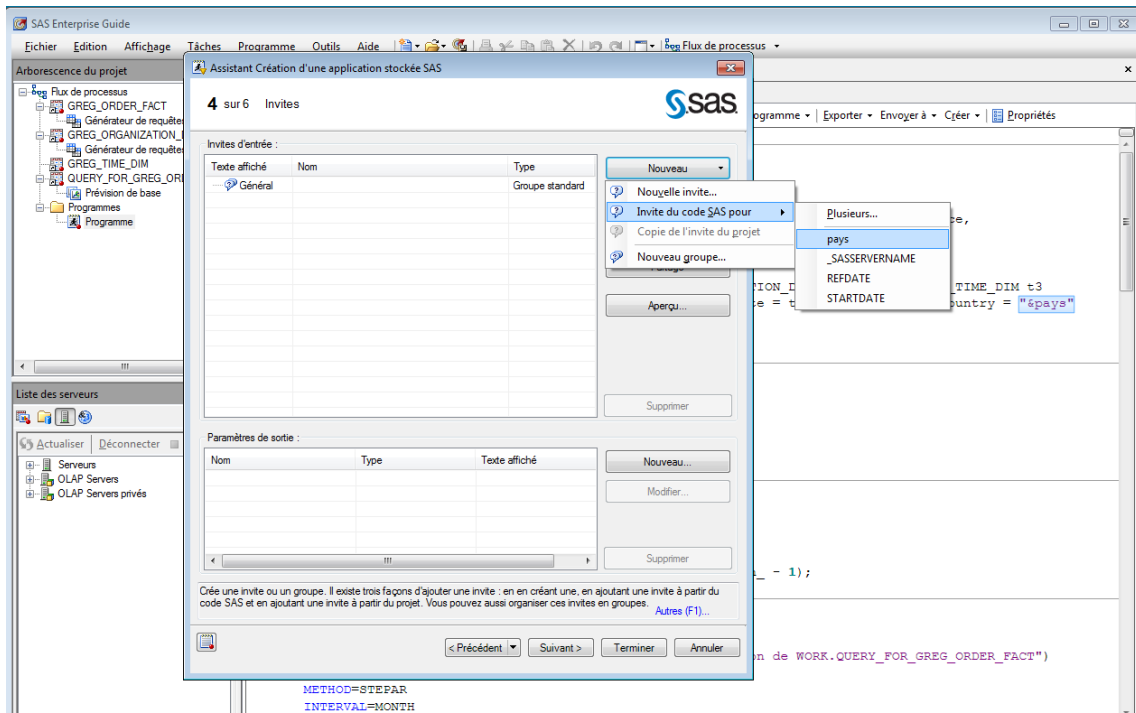 SAS Enterprise Guide
Eichier Edition Affichage Tâches Programme Outils Aide Flux de processus
Arborescence du projet
Flux de processus
GREG_ORDER_FACT
Générateur de requête
GREG_ORGANIZATION_
Générateur de requête
GREG_TIME_DIM
QUERY_FOR_GREG_OR
Prévision de base
Programmes
Programme
Assistant Création d'une application stockée SAS
4 sur 6 Invites
sas
Programme Exporter Envoyer à Créer Propriétés
Invites d'entrée :
Texte affiché Nom Type
Général Groupe standard
Nouveau
Nouvelle invite...
Invite du code SAS pour
Copie de l'invite du projet
Nouveau groupe...
Plusieurs...
pays
_SASSERVERNAME
REFDATE
STARTDATE
TION_D
_TIME_DIM t3
ountry = "&pays"
Aperçu...
Supprimer
Paramètres de sortie :
Nom Type Texte affiché
Nouveau...
Modifier...
Supprimer
Crée une invite ou un groupe. Il existe trois façons d'ajouter une invite : en en créant une, en ajoutant une invite à partir du
code SAS et en ajoutant une invite à partir du projet. Vous pouvez aussi organiser ces invites en groupes.
Autres (F1)...
< Précédent Suivant > Terminer Annuler
Liste des serveurs
Actualiser Déconnecter
Serveurs
OLAP Servers
OLAP Servers privés
_ - 1);
on de WORK.QUERY_FOR_GREG_ORDER_FACT")
METHOD=STEPAR
INTERVAL=MONTH